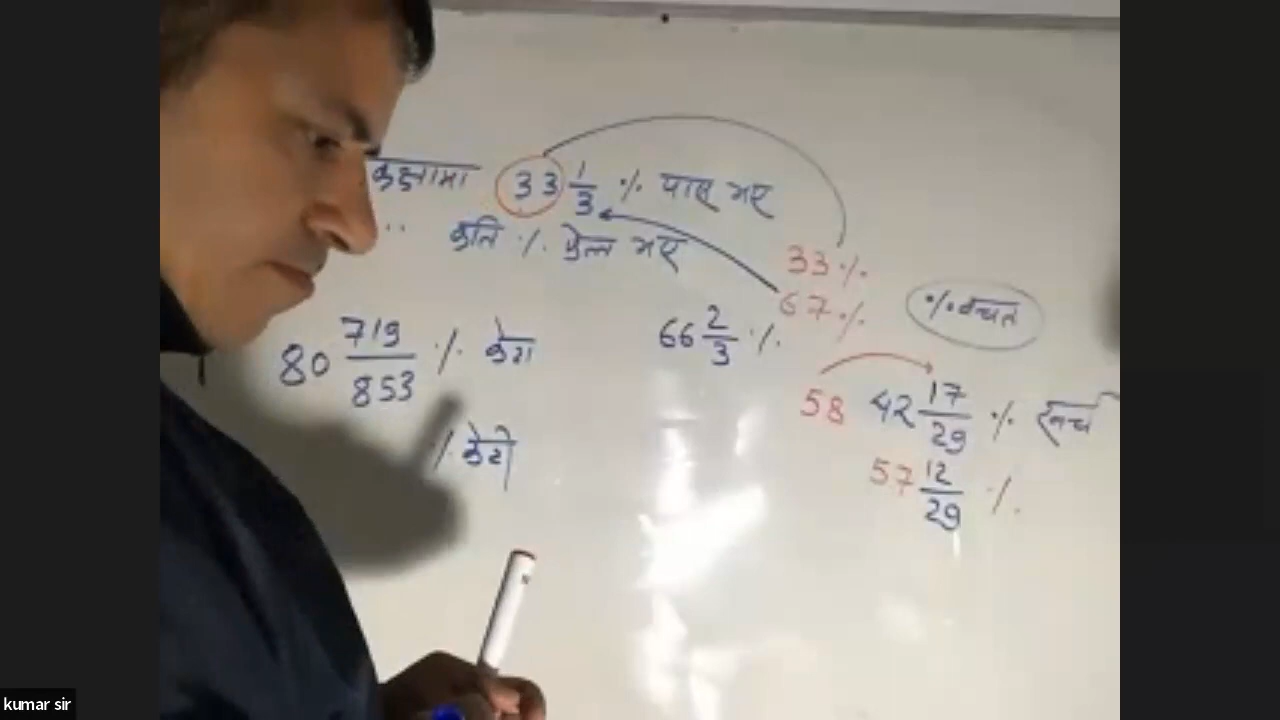 कक्षामा 33 1/3 % पास भए
.. कति % फेल भए
33%
67%
% बचत
80 719/853 % केटा
66 2/3 %
58 42 17/29 % खर्च
% केटी
57 12/29 %
kumar sir